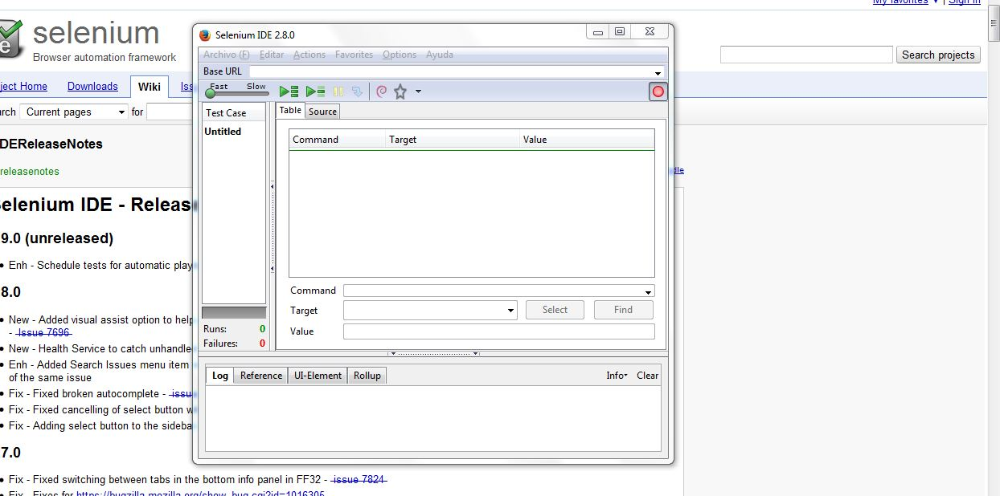 My favorites ▼ | Sign in
selenium
Browser automation framework
Search projects
ject Home Downloads Wiki Iss
rch Current pages for
DEReleaseNotes
releasenotes
dle
elenium IDE - Releas
9.0 (unreleased)
• Enh - Schedule tests for automatic play
8.0
• New - Added visual assist option to help
- Issue 7696
• New - Health Service to catch unhandle
• Enh - Added Search Issues menu item
of the same issue
• Fix - Fixed broken autocomplete - issu
• Fix - Fixed cancelling of select button w
• Fix - Adding select button to the sideba
7.0
• Fix - Fixed switching between tabs in the bottom info panel in FF32 - issue 7824
• Fix - Fixes for https://bugzilla.mozilla.org/show_bug.cgi?id=1016305
Selenium IDE 2.8.0
Archivo (F) Editar Actions Favorites Options Ayuda
Base URL
Fast Slow
Test Case
Untitled
Table Source
Command Target Value
Command
Target Select Find
Value
Runs: 0
Failures: 0
Log Reference UI-Element Rollup Info Clear